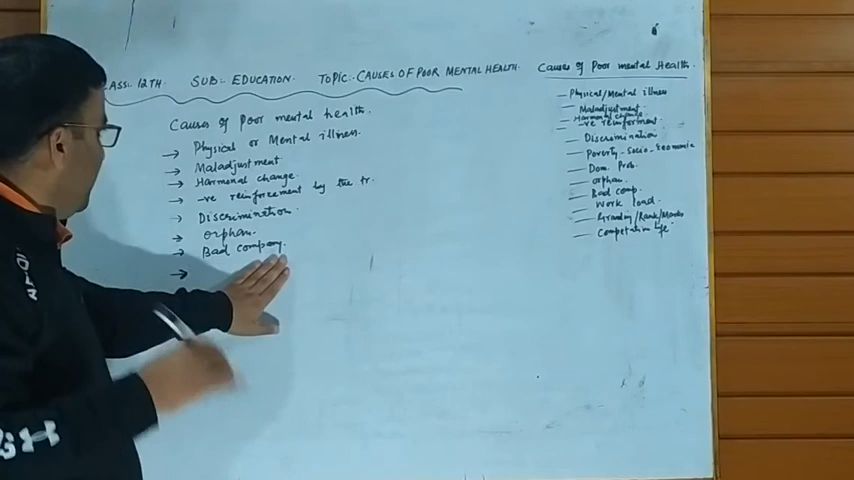 LASS:- 12TH. SUB:- EDUCATION. TOPIC:- CAUSES OF POOR MENTAL HEALTH.
Causes of Poor mental health.
→ Physical or Mental illness.
→ Maladjustment
→ Harmonal change.
→ -ve reinforcement by the tr.
→ Discrimination.
→ orphan.
→ Bad company.
→
Causes of Poor mental Health.
— Physical/Mental illness
— Maladjustment.
Harmonal change
— -ve reinforment.
— Discrimination
— Poverty-Socio-Economic
— Dom. Prob.
— orphan.
— Bad comp.
— Work load.
— Grading/Rank/Marks
— Competative life